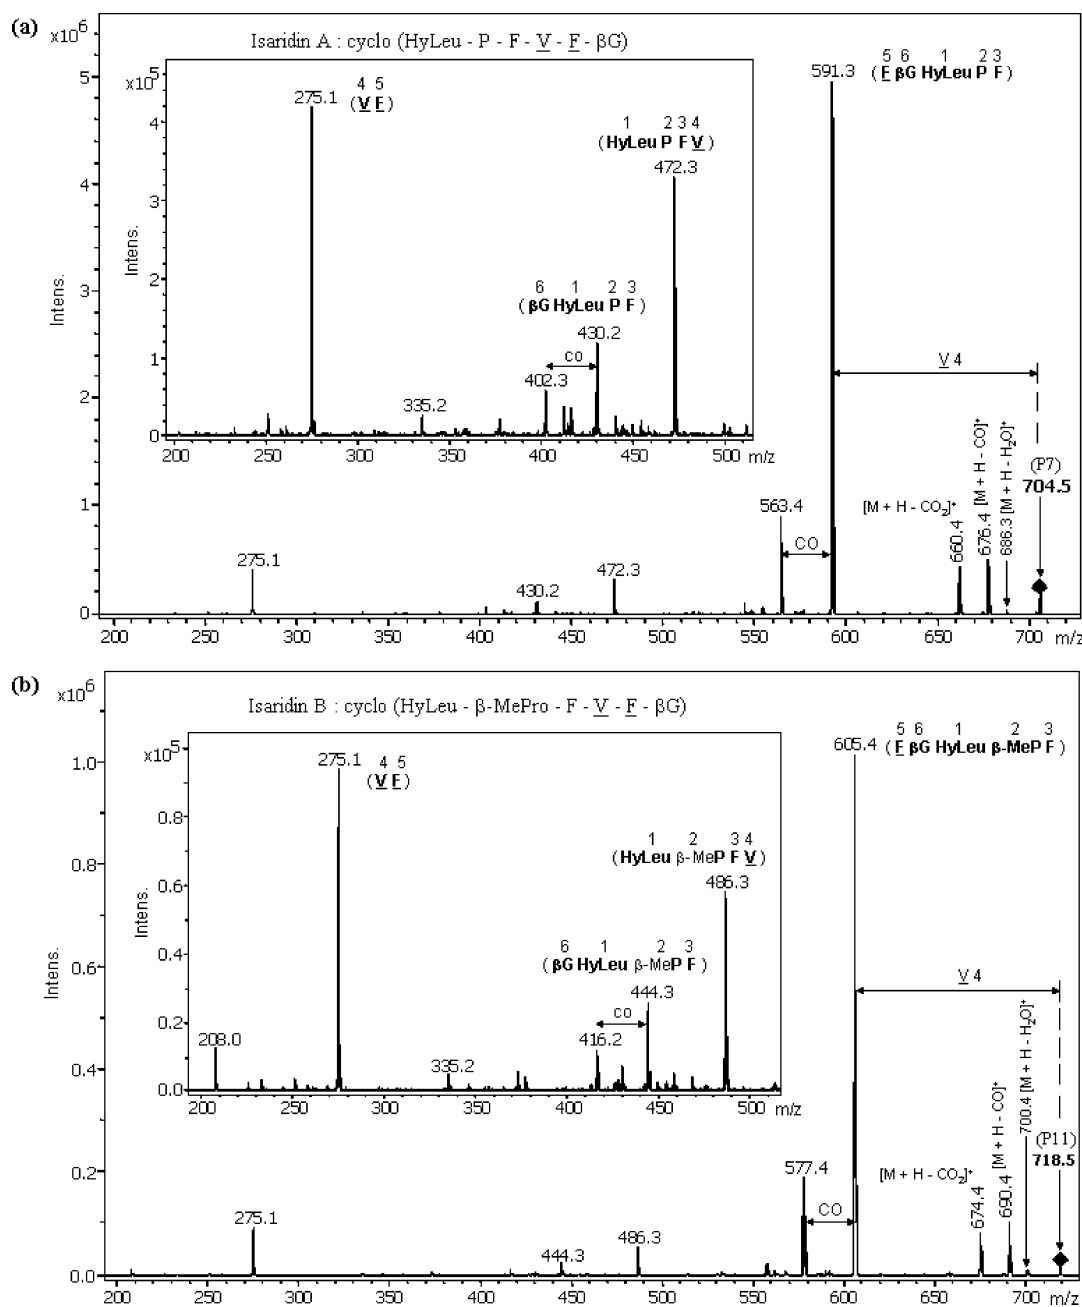 (a)
x10^6
Isaridin A : cyclo (HyLeu - P - F - V - F - βG)
x10^5
275.1
4 5
(V F)
1 2 3 4
(HyLeu P F V )
472.3
6 1 2 3
( βG HyLeu P F )
430.2
CO
402.3
335.2
Intens.
4
3
2
1
0
200 250 300 350 400 450 500 m/z
591.3
5 6 1 2 3
( F βG HyLeu P F )
V 4
[M + H - CO₂]⁺
660.4
676.4 [M + H - CO]⁺
686.3 [M + H - H₂O]⁺
(P7)
704.5
563.4
CO
275.1
430.2
472.3
Intens.
5
4
3
2
1
0
200 250 300 350 400 450 500 550 600 650 700 m/z
(b)
x10^6
Isaridin B : cyclo (HyLeu - β-MePro - F - V - F - βG)
x10^5
275.1
4 5
(V F)
1 2 3 4
(HyLeu β-MeP F V)
486.3
6 1 2 3
( βG HyLeu β-MeP F )
444.3
CO
416.2
335.2
208.0
Intens.
0.8
0.6
0.4
0.2
0.0
200 250 300 350 400 450 500 m/z
605.4
5 6 1 2 3
( F βG HyLeu β-MeP F )
V 4
[M + H - CO₂]⁺
674.4
690.4 [M + H - CO]⁺
700.4 [M + H - H₂O]⁺
(P11)
718.5
577.4
CO
275.1
444.3
486.3
Intens.
1.0
0.8
0.6
0.4
0.2
0.0
200 250 300 350 400 450 500 550 600 650 700 m/z